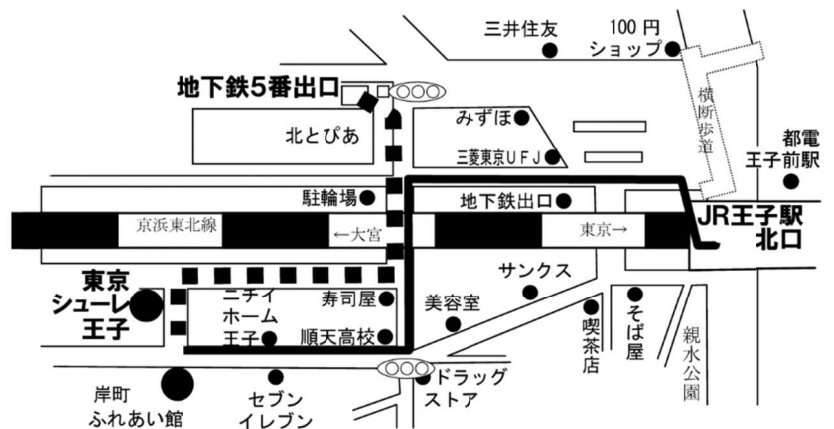 三井住友
100円
ショップ
地下鉄5番出口
横断歩道
みずほ
北とぴあ
三菱東京UFJ
都電
王子前駅
駐輪場
地下鉄出口
京浜東北線
←大宮
東京→
JR王子駅
北口
東京
シューレ
王子
ニチイ
ホーム
王子
寿司屋
順天高校
美容室
サンクス
喫茶店
そば屋
親水公園
岸町
ふれあい館
セブン
イレブン
ドラッグ
ストア